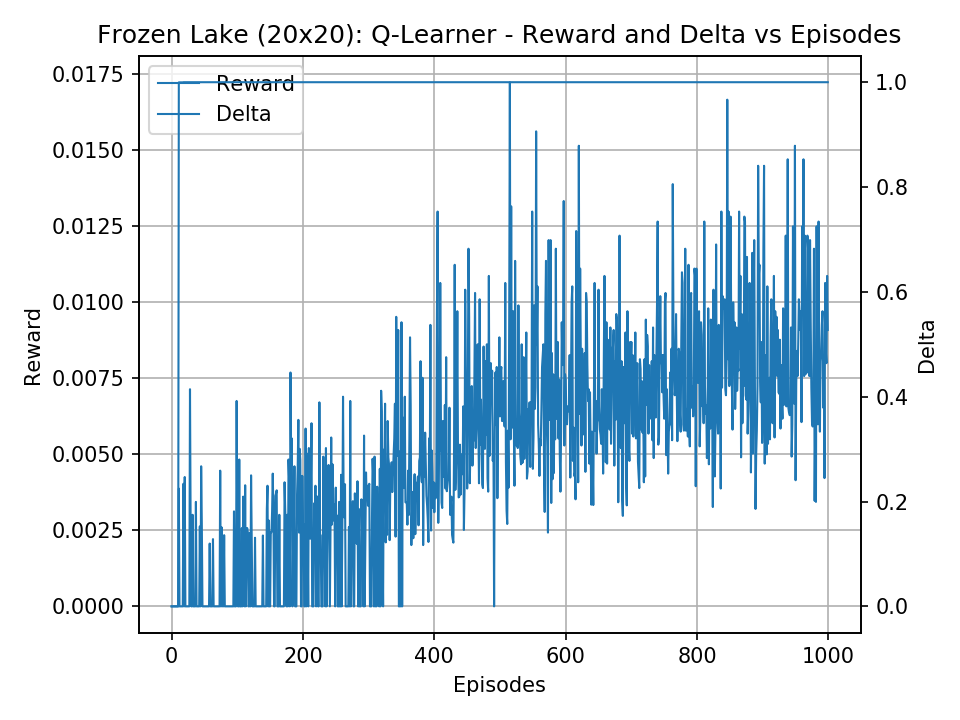 Frozen Lake (20x20): Q-Learner - Reward and Delta vs Episodes
Reward
Delta
0.0175
0.0150
0.0125
0.0100
0.0075
0.0050
0.0025
0.0000
Reward
1.0
0.8
0.6
0.4
0.2
0.0
Delta
0 200 400 600 800 1000
Episodes